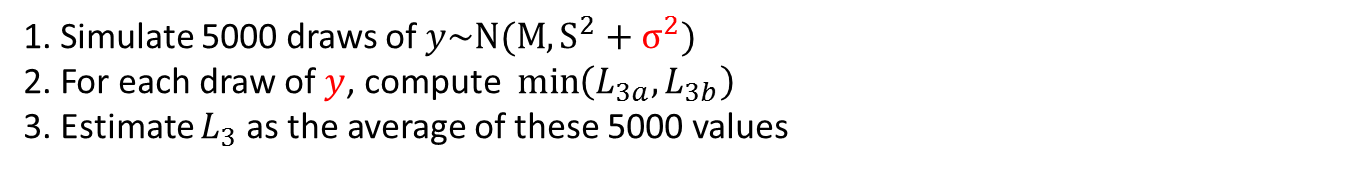 1. Simulate 5000 draws of y~N(M, S² + σ²)
2. For each draw of y, compute min(L₃ₐ, L₃b)
3. Estimate L₃ as the average of these 5000 values